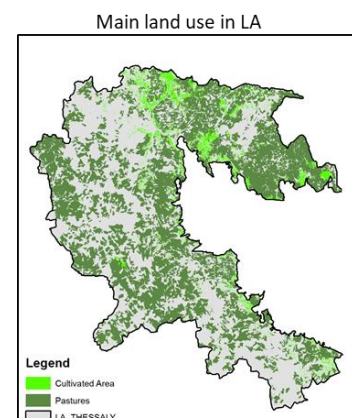 Main land use in LA
Legend
Cultivated Area
Pastures
LA_THESSALY